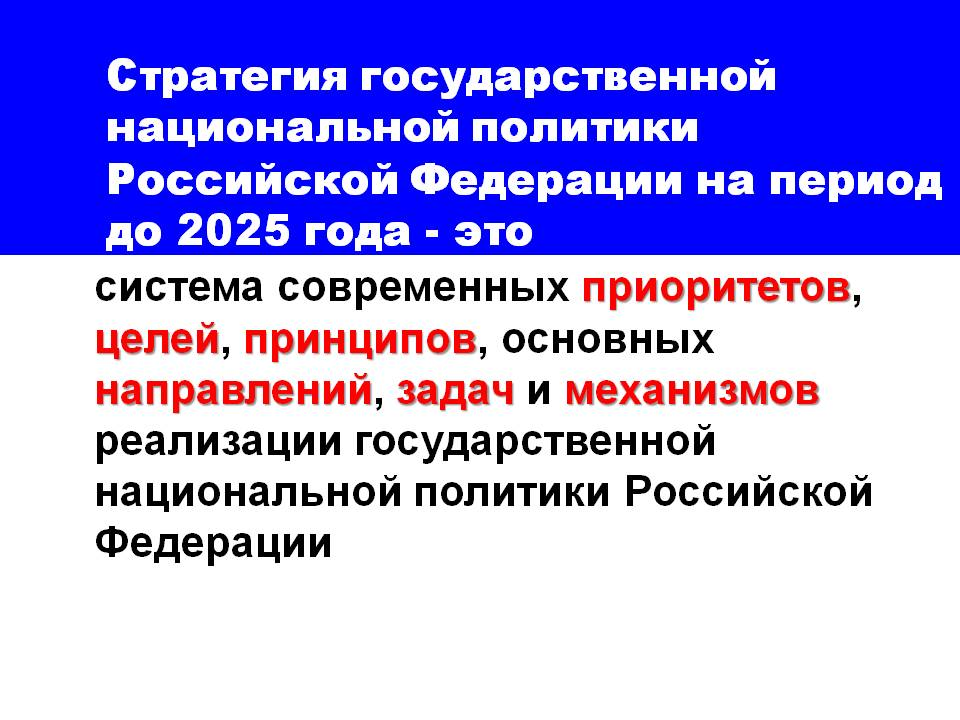 Стратегия государственной
национальной политики
Российской Федерации на период
до 2025 года - это
система современных приоритетов,
целей, принципов, основных
направлений, задач и механизмов
реализации государственной
национальной политики Российской
Федерации